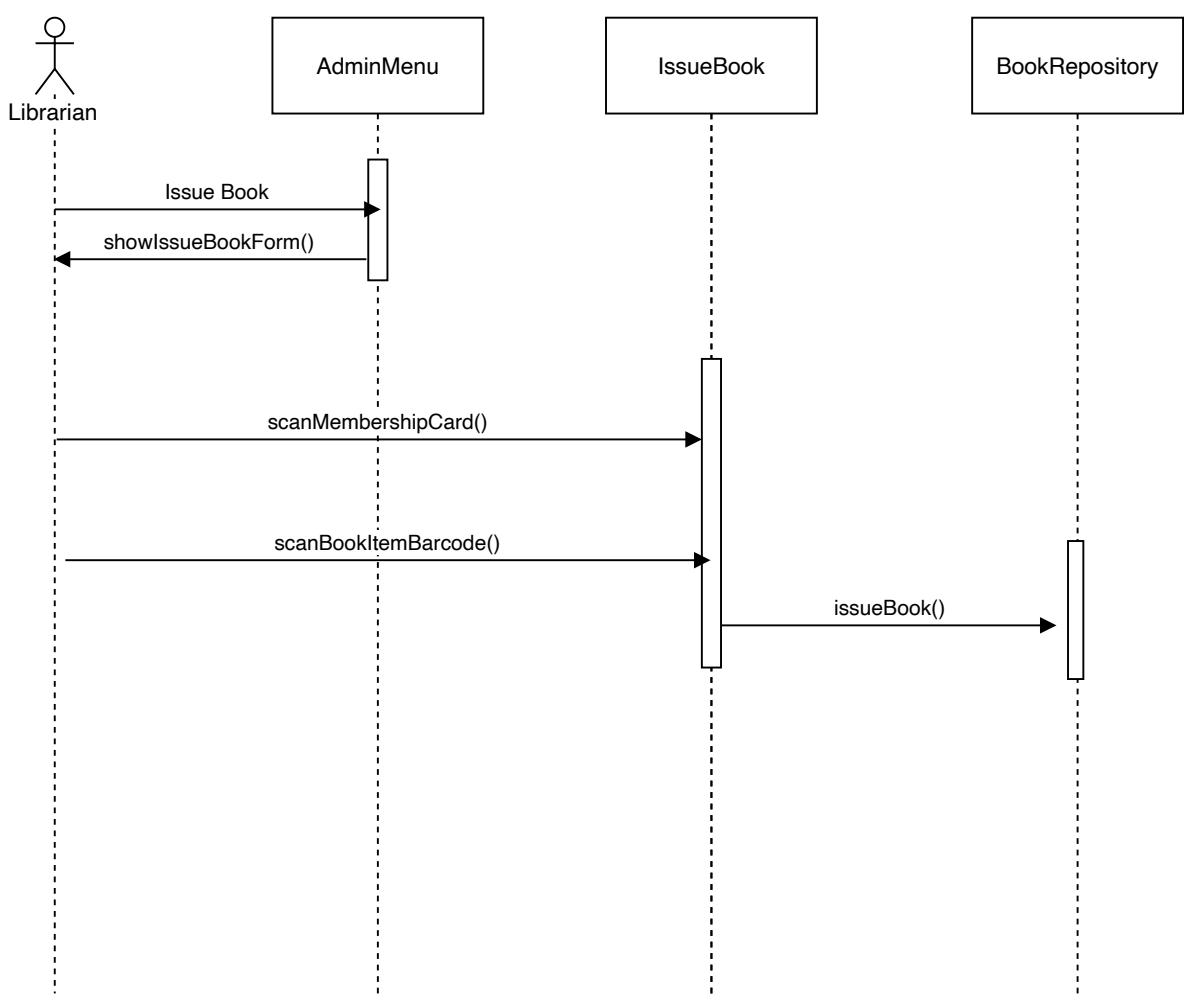 Librarian
AdminMenu
IssueBook
BookRepository
Issue Book
showIssueBookForm()
scanMembershipCard()
scanBookItemBarcode()
issueBook()